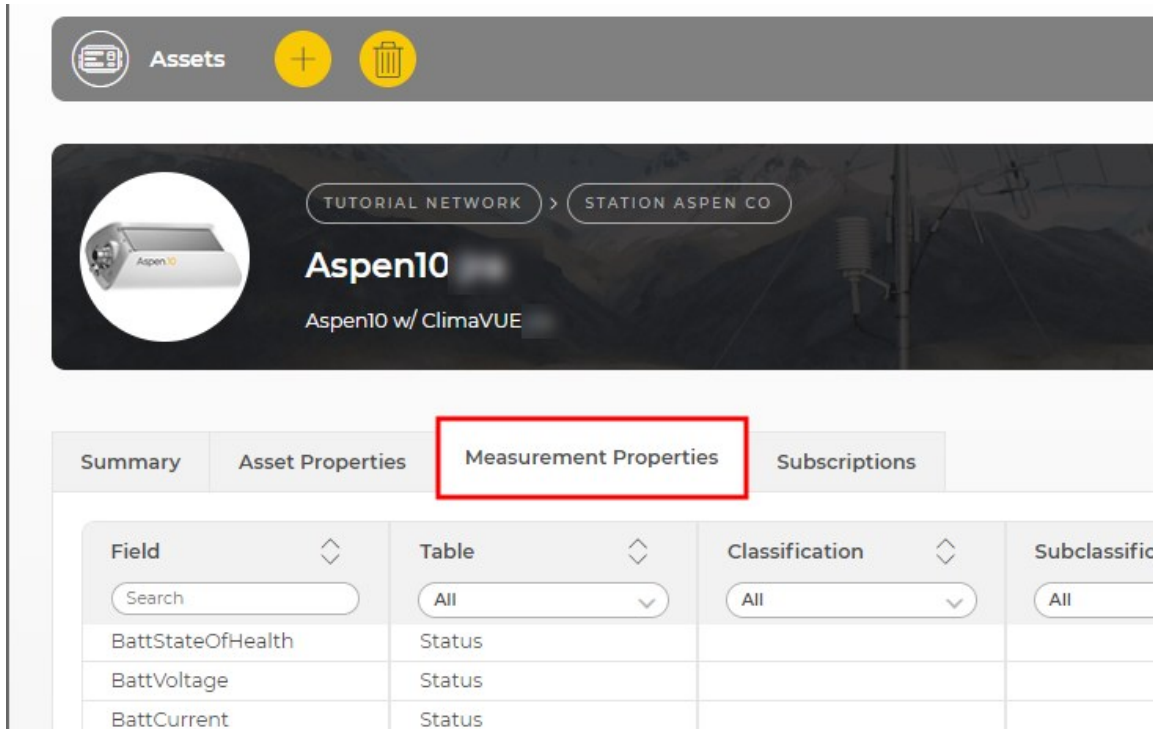 Assets
TUTORIAL NETWORK > STATION ASPEN CO
Aspen10
Aspen10
Aspen10 w/ ClimaVUE
Summary Asset Properties Measurement Properties Subscriptions
Field Table Classification
Search All All All
BattStateOfHealth Status
BattVoltage Status
BattCurrent Status